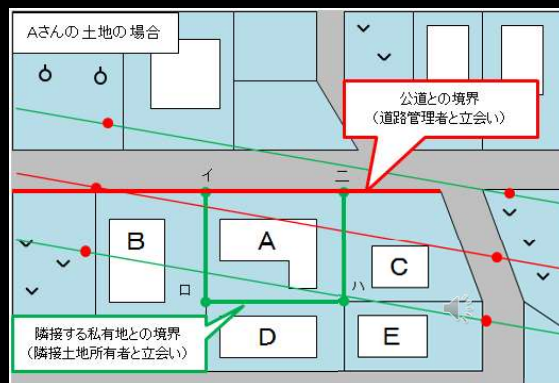 Aさんの土地の場合
公道との境界
（道路管理者と立会い）
イ
ニ
B
A
C
ロ
ハ
隣接する私有地との境界
（隣接土地所有者と立会い）
D
E